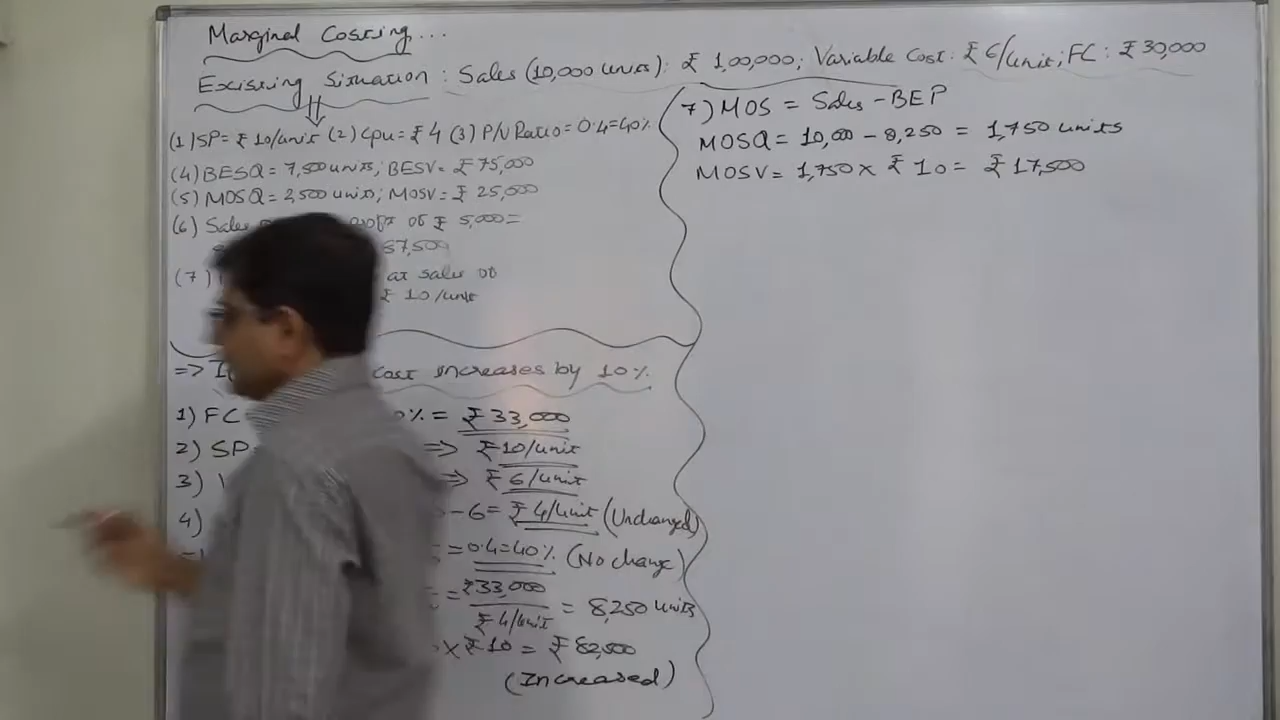 Marginal Costing...
Existing Situation : Sales (10,000 units) : ₹ 1,00,000; Variable Cost : ₹ 6/unit; FC : ₹ 30,000
(1) SP = ₹ 10/unit (2) Cpu = ₹ 4 (3) P/V Ratio = 0.4 = 40%
(4) BESQ = 7,500 units; BESV = ₹ 75,000
(5) MOSQ = 2,500 units; MOSV = ₹ 25,000
(6) Sales of ₹ 5,000 =
87,500
(7) at sales of
₹ 10/unit
=> cost increases by 10%
1) FC 0% = ₹ 33,000
2) SP => ₹ 10/unit
3) => ₹ 6/unit
4) - 6 = ₹ 4/unit (Unchanged)
= 0.4 = 40% (No change)
= ₹33,000 / ₹ 4/unit = 8,250 units
× ₹ 10 = ₹ 82,500
(Increased)
7) MOS = Sales - BEP
MOSQ = 10,00 - 8,250 = 1,750 units
MOSV = 1,750 × ₹ 10 = ₹ 17,500